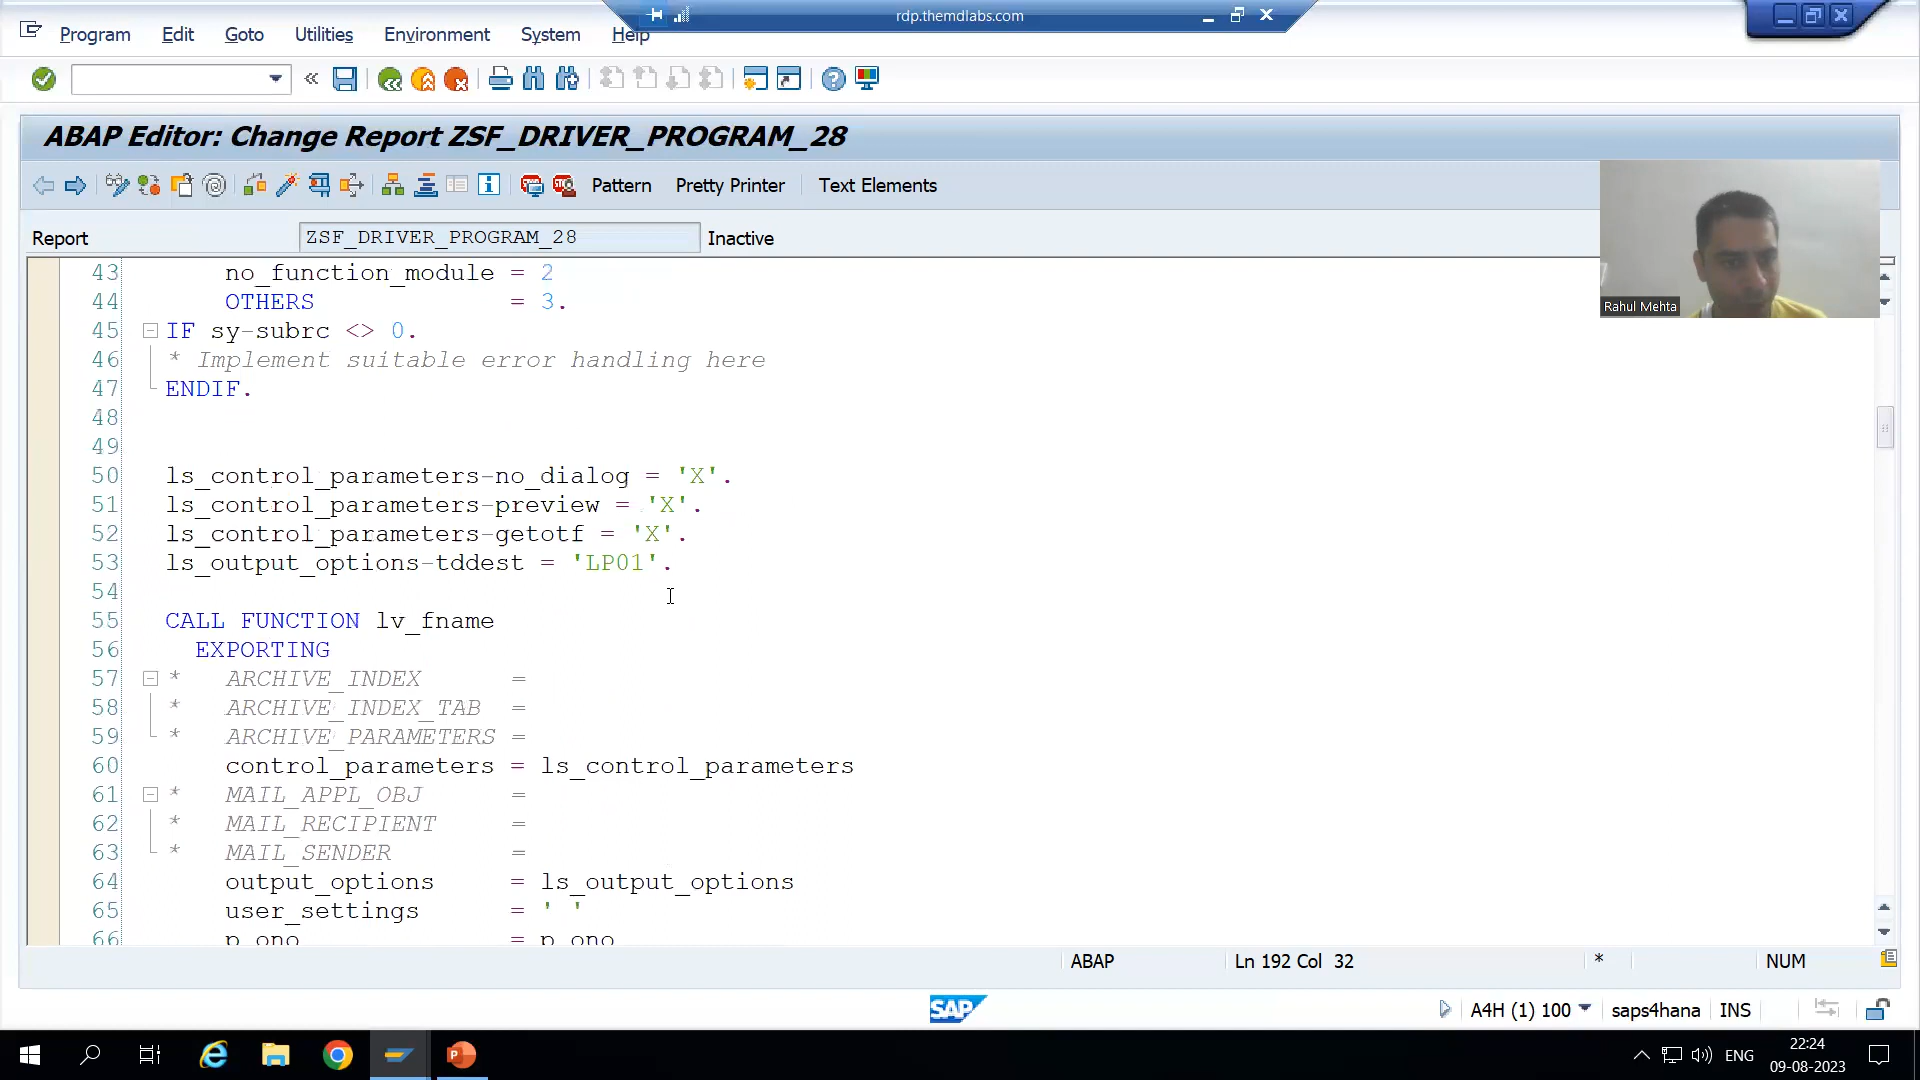 rdp.themdlabs.com
Program Edit Goto Utilities Environment System Help
ABAP Editor: Change Report ZSF_DRIVER_PROGRAM_28
Pattern Pretty Printer Text Elements
Report ZSF_DRIVER_PROGRAM_28 Inactive
Rahul Mehta
43 no_function_module = 2
44 OTHERS = 3.
45 IF sy-subrc <> 0.
46 * Implement suitable error handling here
47 ENDIF.
48
49
50 ls_control_parameters-no_dialog = 'X'.
51 ls_control_parameters-preview = 'X'.
52 ls_control_parameters-getotf = 'X'.
53 ls_output_options-tddest = 'LP01'.
54
55 CALL FUNCTION lv_fname
56 EXPORTING
57 * ARCHIVE_INDEX =
58 * ARCHIVE_INDEX_TAB =
59 * ARCHIVE_PARAMETERS =
60 control_parameters = ls_control_parameters
61 * MAIL_APPL_OBJ =
62 * MAIL_RECIPIENT =
63 * MAIL_SENDER =
64 output_options = ls_output_options
65 user_settings = ' '
66 p_ono = p_ono
ABAP Ln 192 Col 32 * NUM
SAP A4H (1) 100 saps4hana INS
ENG 22:24
09-08-2023